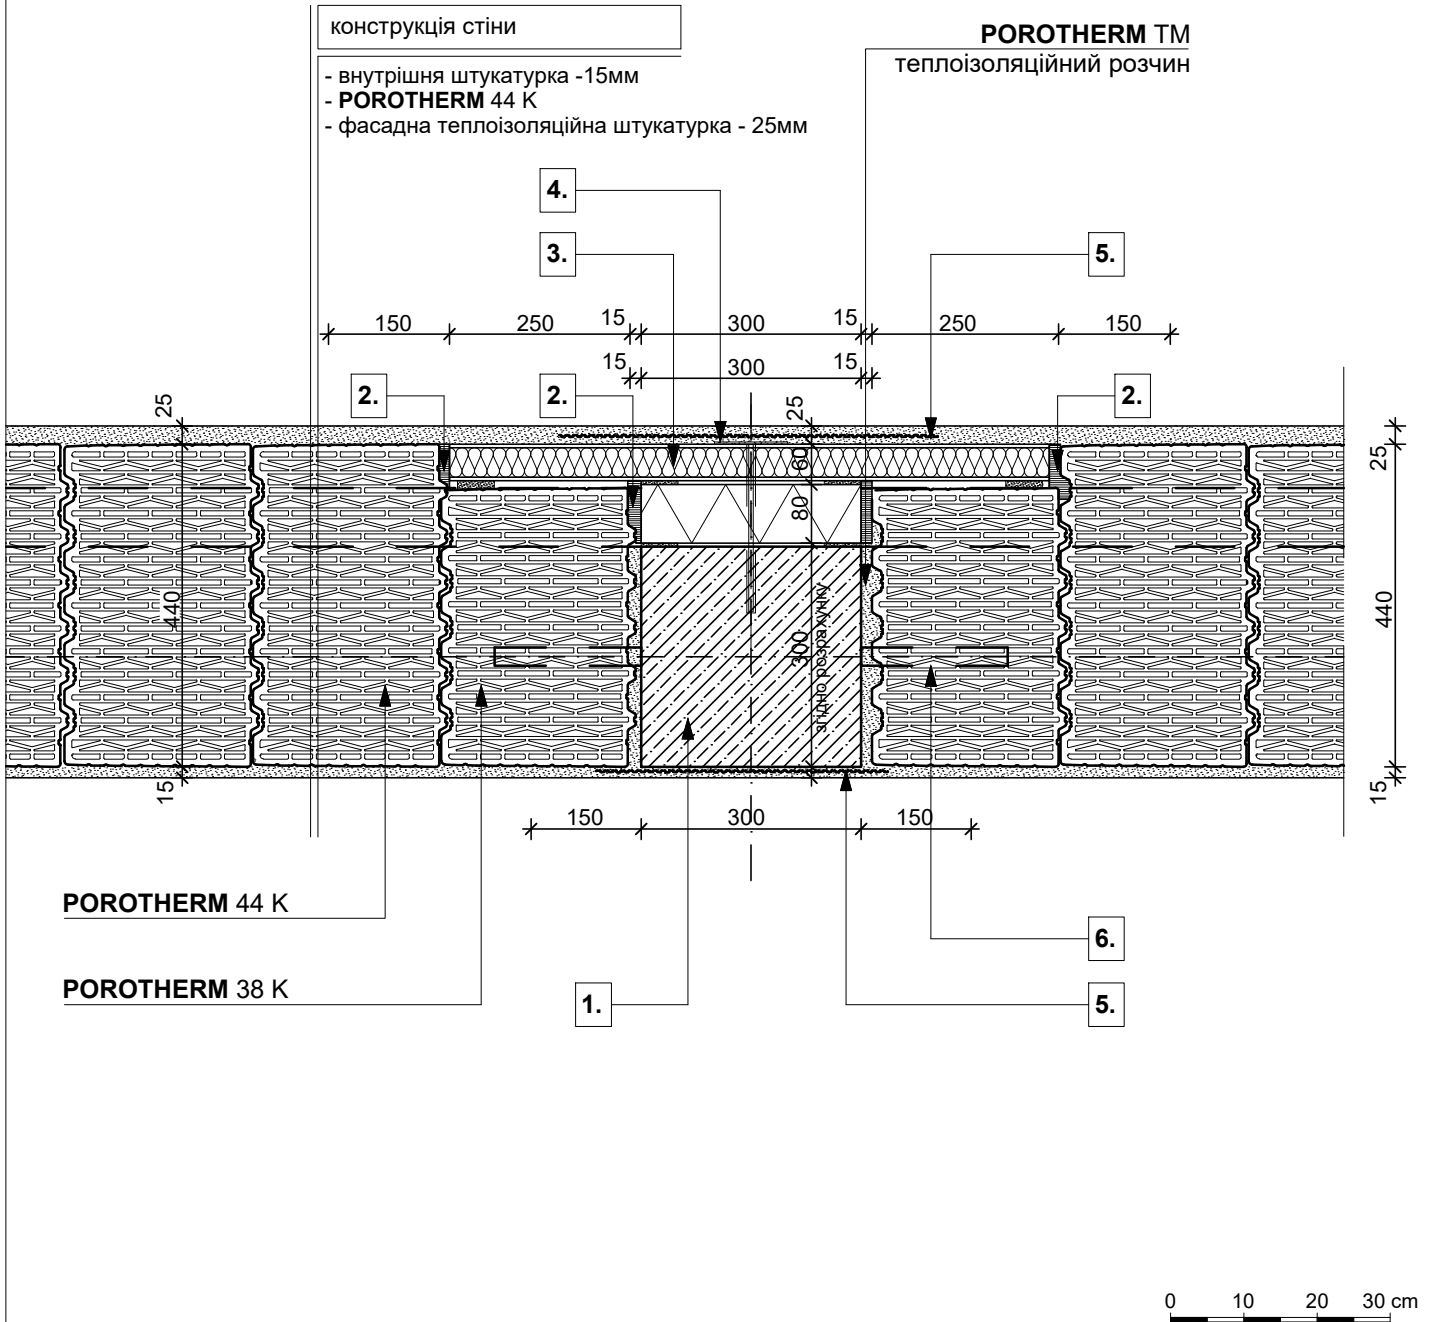 конструкція стіни
- внутрішня штукатурка -15мм
- POROTHERM 44 K
- фасадна теплоізоляційна штукатурка - 25мм
POROTHERM TM
теплоізоляційний розчин
4.
3.
5.
150 250 15 300 15 250 150
15 300 15
2.
2.
2.
25
25
60
80
300
згідно розрахунку
440
15
25
440
15
150 300 150
POROTHERM 44 K
POROTHERM 38 K
1.
6.
5.
0 10 20 30 cm